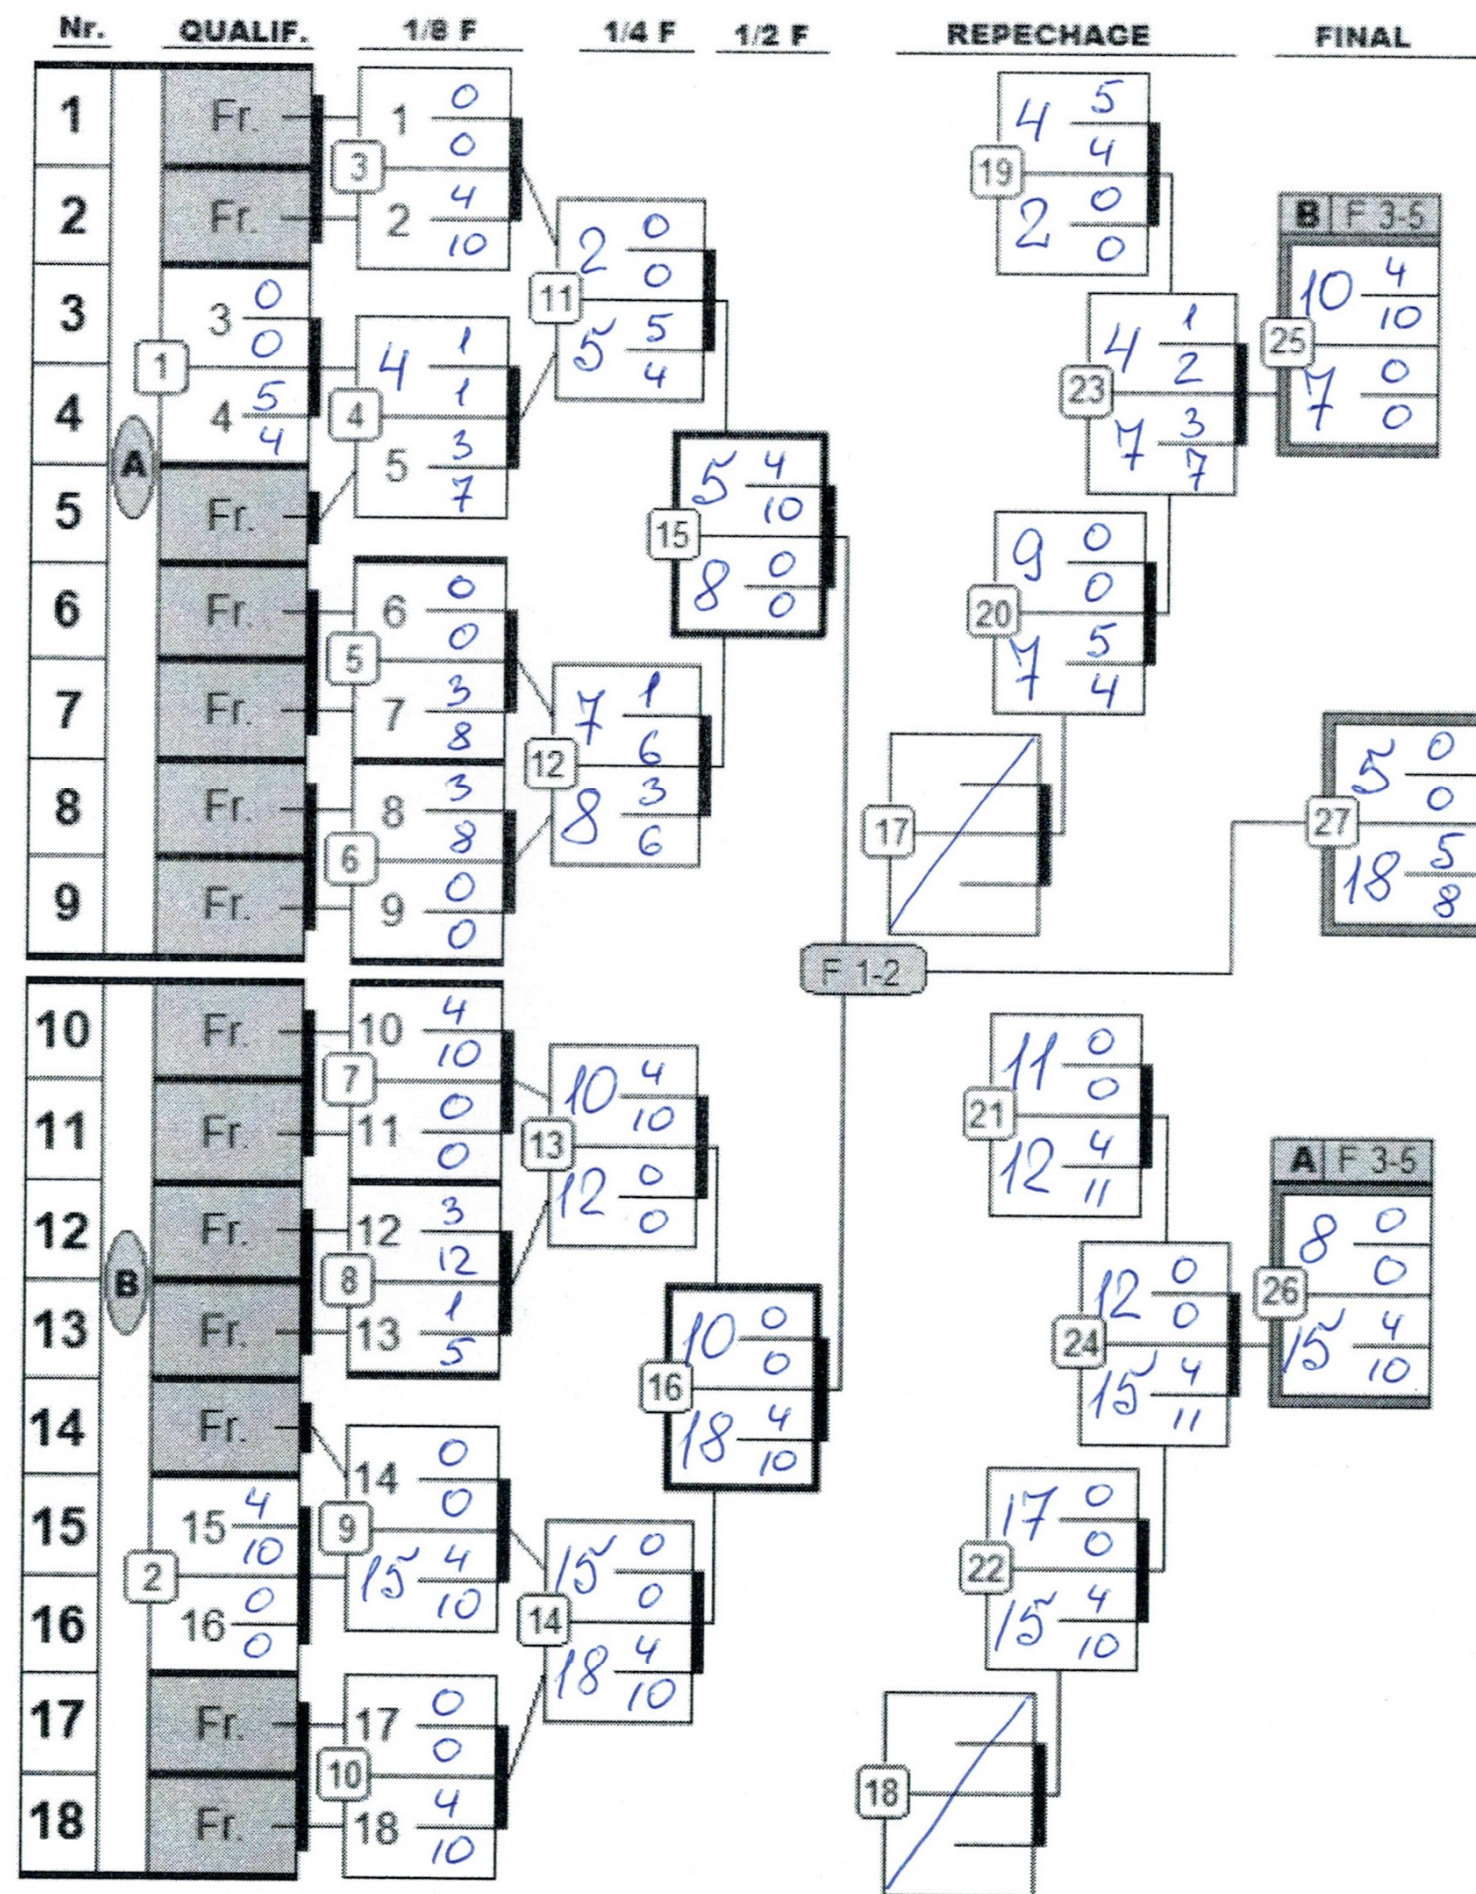 Nr. QUALIF. 1/8 F 1/4 F 1/2 F REPECHAGE FINAL
1 Fr. 1 0 0
3
2 Fr. 2 4 10
3 3 0 0
1
4 4 5 4
4 1 1
4
5 Fr. 5 3 7
A
6 Fr. 6 0 0
5
7 Fr. 7 3 8
8 Fr. 8 3 8
6
9 Fr. 9 0 0
10 Fr. 10 4 10
7
11 Fr. 11 0 0
12 Fr. 12 3 12
8
13 Fr. 13 1 5
B
14 Fr. 14 0 0
9
15 4 10
15 15 4 10
2
16 16 0 0
17 Fr. 17 0 0
10
18 Fr. 18 4 10
2 0 0
11
5 5 4
7 1 6
12
8 3 6
10 4 10
13
12 0 0
15 0 0
14
18 4 10
5 4 10
15
8 0 0
10 0 0
16
18 4 10
F 1-2
4 5 4
19
2 0 0
4 1 2
23
7 3 7
9 0 0
20
7 5 4
17
11 0 0
21
12 4 11
12 0 0
24
15 4 11
17 0 0
22
15 4 10
18
B F 3-5
10 4 10
25
7 0 0
5 0 0
27
18 5 8
A F 3-5
8 0 0
26
15 4 10